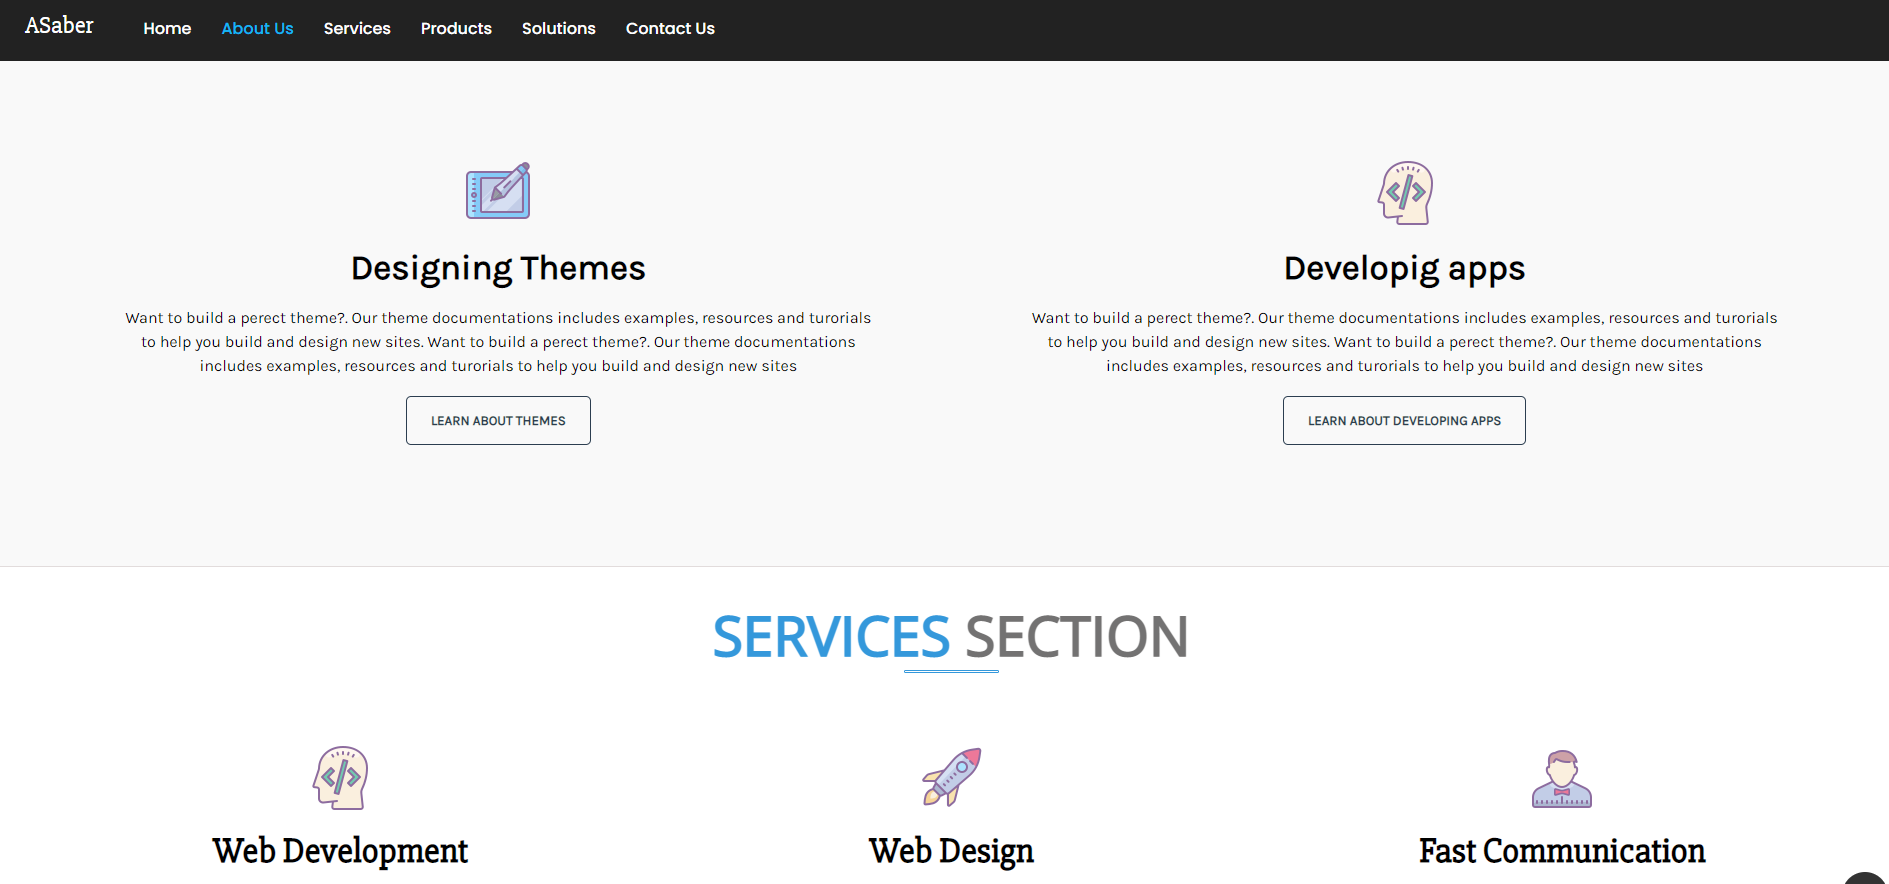 ASaber
Home About Us Services Products Solutions Contact Us
Designing Themes
Want to build a perect theme?. Our theme documentations includes examples, resources and turorials
to help you build and design new sites. Want to build a perect theme?. Our theme documentations
includes examples, resources and turorials to help you build and design new sites
LEARN ABOUT THEMES
Developig apps
Want to build a perect theme?. Our theme documentations includes examples, resources and turorials
to help you build and design new sites. Want to build a perect theme?. Our theme documentations
includes examples, resources and turorials to help you build and design new sites
LEARN ABOUT DEVELOPING APPS
SERVICES SECTION
Web Development
Web Design
Fast Communication